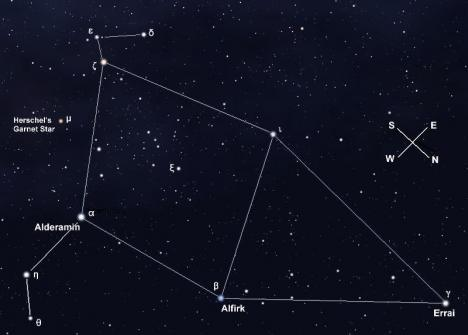 ε
δ
ζ
Herschel's μ
Garnet Star
S E
ι
W N
ξ
α
Alderamin
η
β
γ
Alfirk
Errai
θ